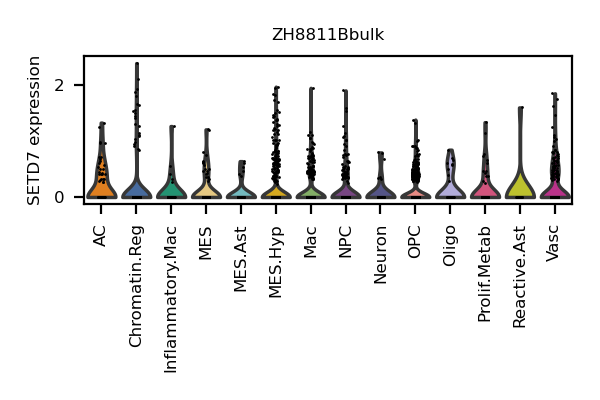 ZH8811Bbulk
SETD7 expression
2
0
AC
Chromatin.Reg
Inflammatory.Mac
MES
MES.Ast
MES.Hyp
Mac
NPC
Neuron
OPC
Oligo
Prolif.Metab
Reactive.Ast
Vasc